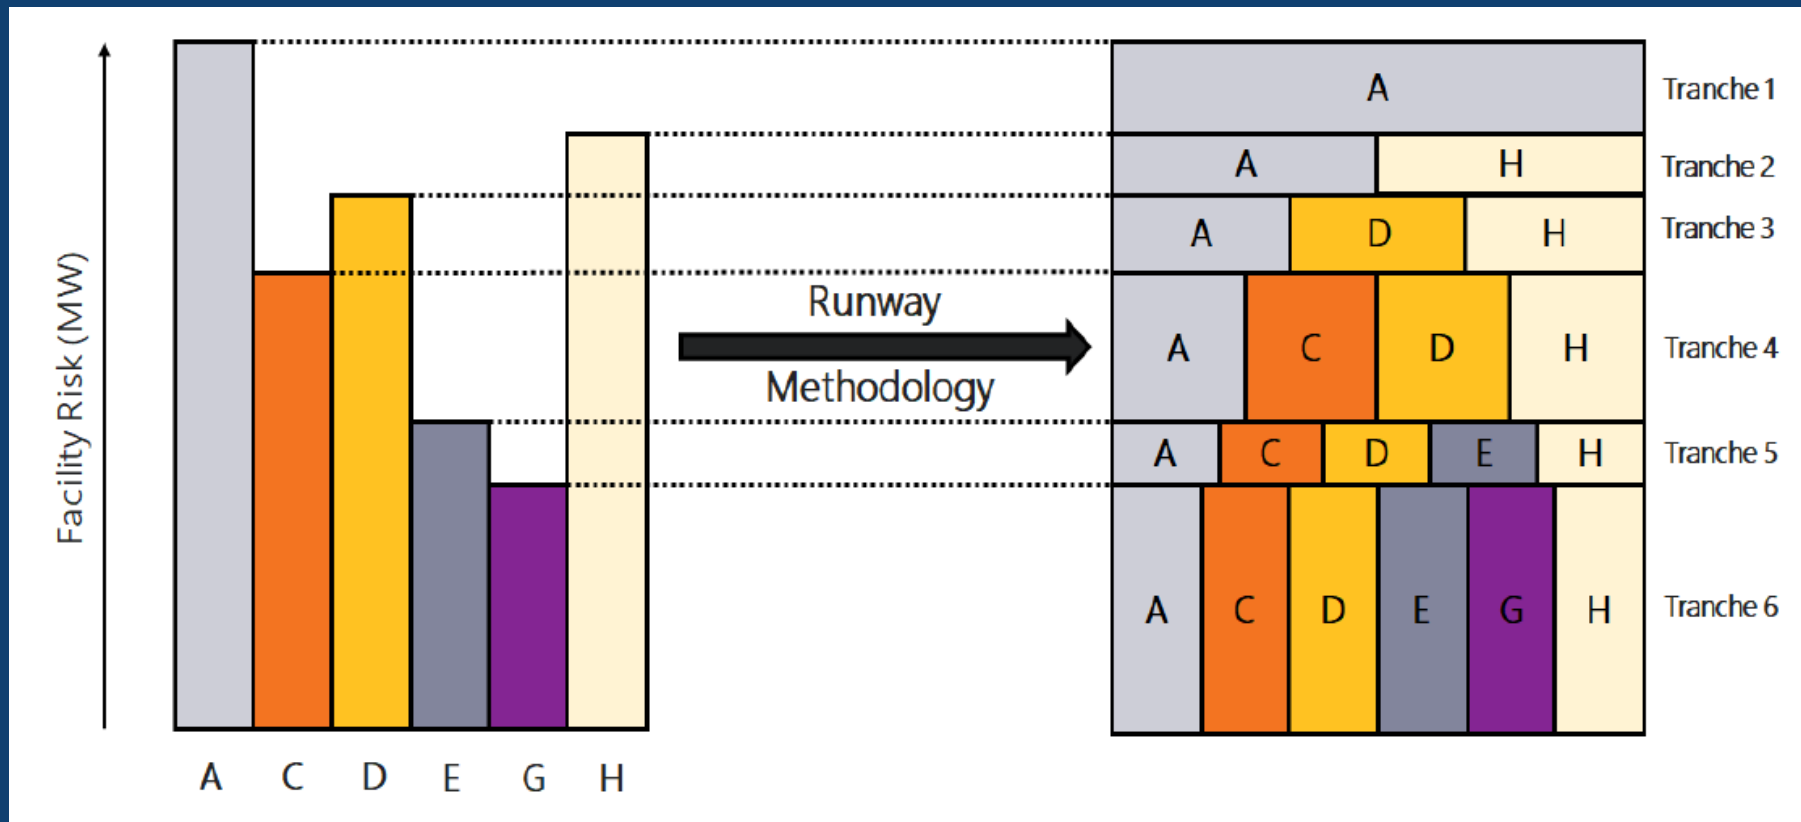 Facility Risk (MW)
A C D E G H
Runway
Methodology
A Tranche 1
A H Tranche 2
A D H Tranche 3
A C D H Tranche 4
A C D E H Tranche 5
A C D E G H Tranche 6